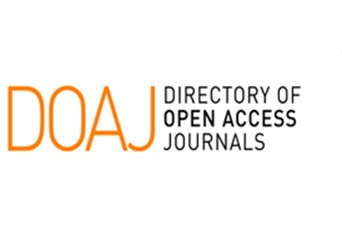 DOAJ
DIRECTORY OF
OPEN ACCESS
JOURNALS